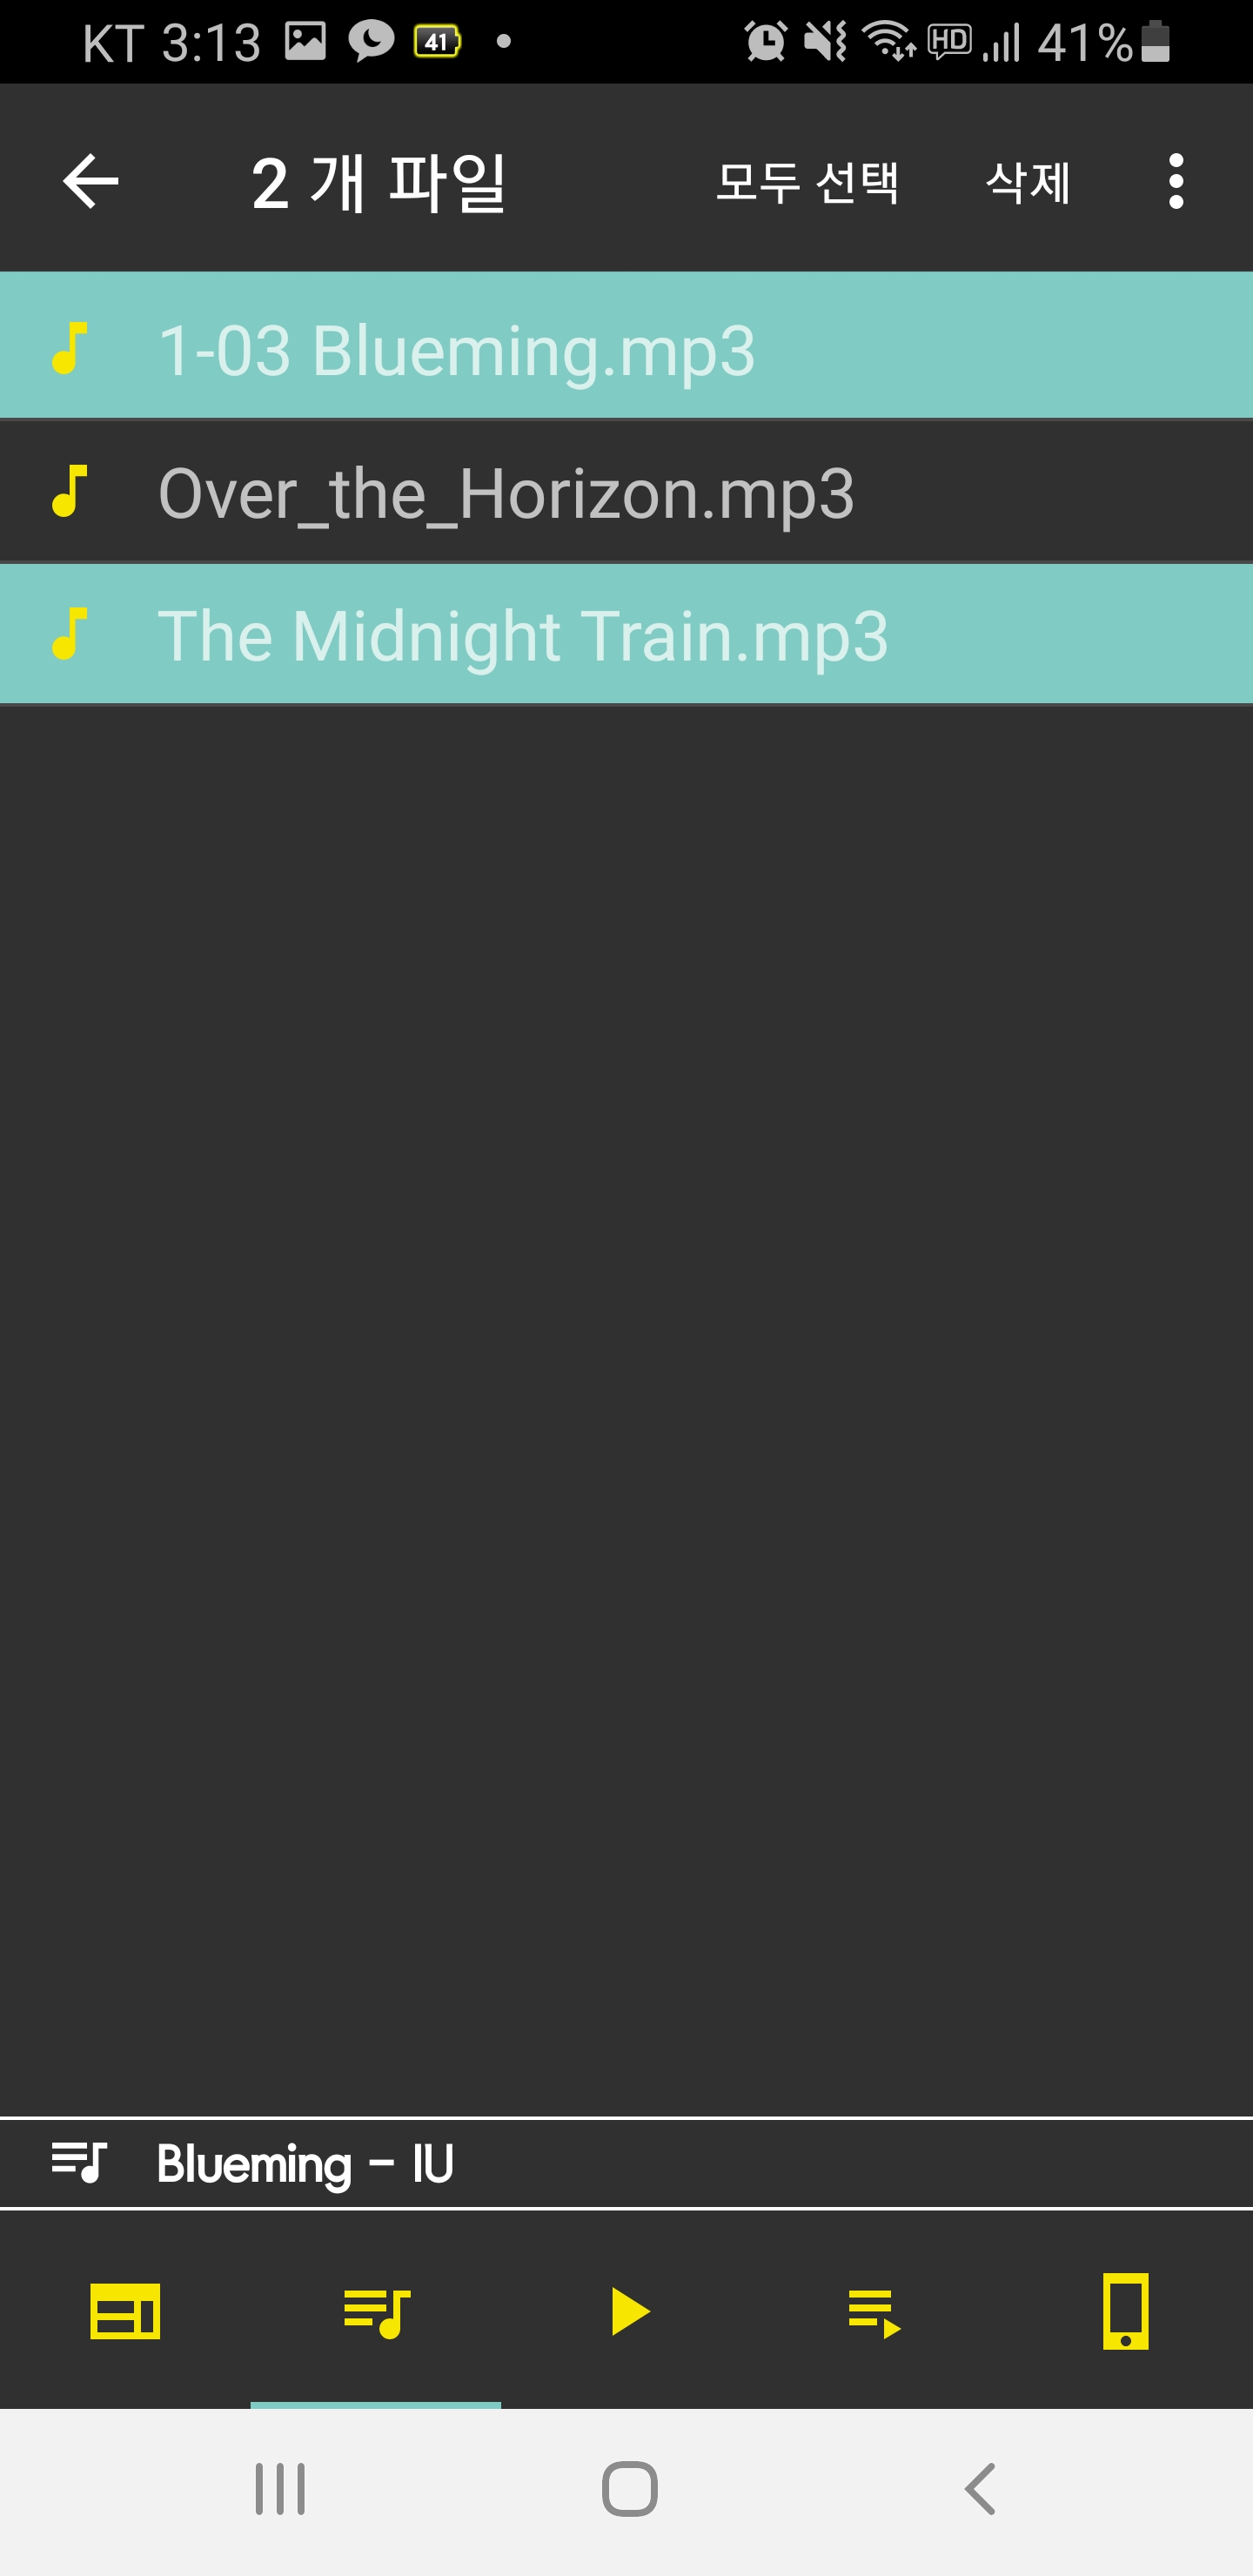 KT 3:13 41 HD 41%
2 개 파일 모두 선택 삭제
1-03 Blueming.mp3
Over_the_Horizon.mp3
The Midnight Train.mp3
Blueming - IU